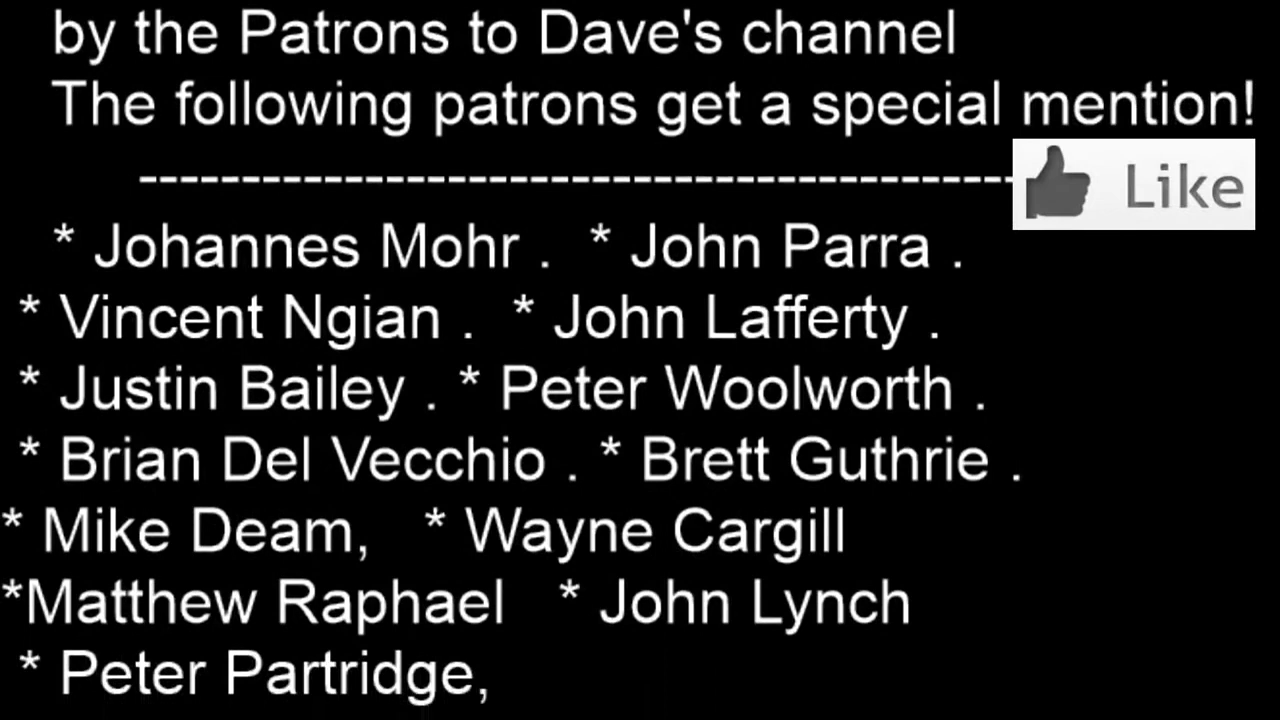 by the Patrons to Dave's channel
The following patrons get a special mention!
-------------------------------------------
Like
* Johannes Mohr .   * John Parra .
* Vincent Ngian .   * John Lafferty .
* Justin Bailey .  * Peter Woolworth .
* Brian Del Vecchio .  * Brett Guthrie .
* Mike Deam,   * Wayne Cargill
*Matthew Raphael   * John Lynch
* Peter Partridge,